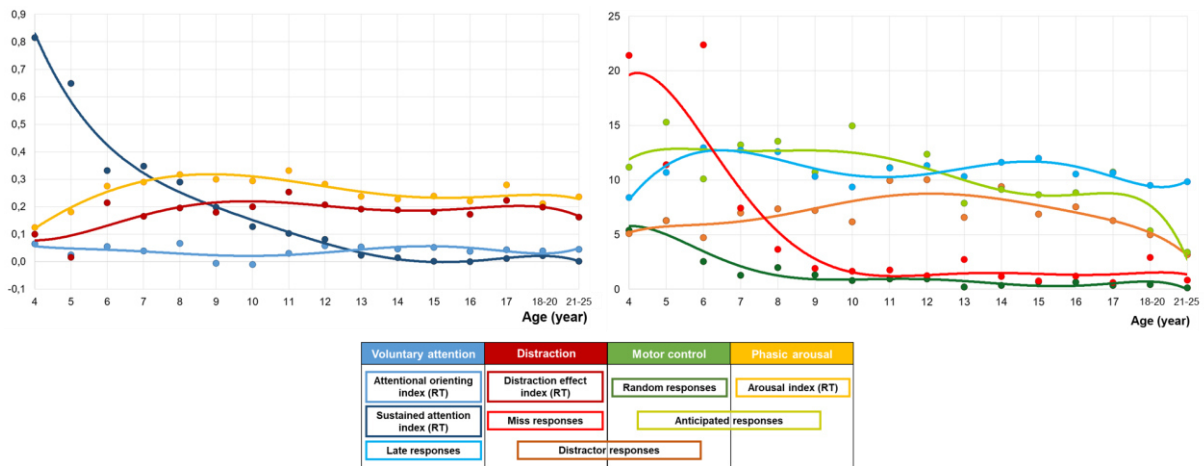 0,9
0,8
0,7
0,6
0,5
0,4
0,3
0,2
0,1
0,0
-0,1
4 5 6 7 8 9 10 11 12 13 14 15 16 17 18-20 21-25
Age (year)
25
20
15
10
5
0
4 5 6 7 8 9 10 11 12 13 14 15 16 17 18-20 21-25
Age (year)
Voluntary attention Distraction Motor control Phasic arousal
Attentional orienting
index (RT)
Distraction effect
index (RT)
Random responses
Arousal index (RT)
Sustained attention
index (RT)
Miss responses
Anticipated responses
Late responses
Distractor responses